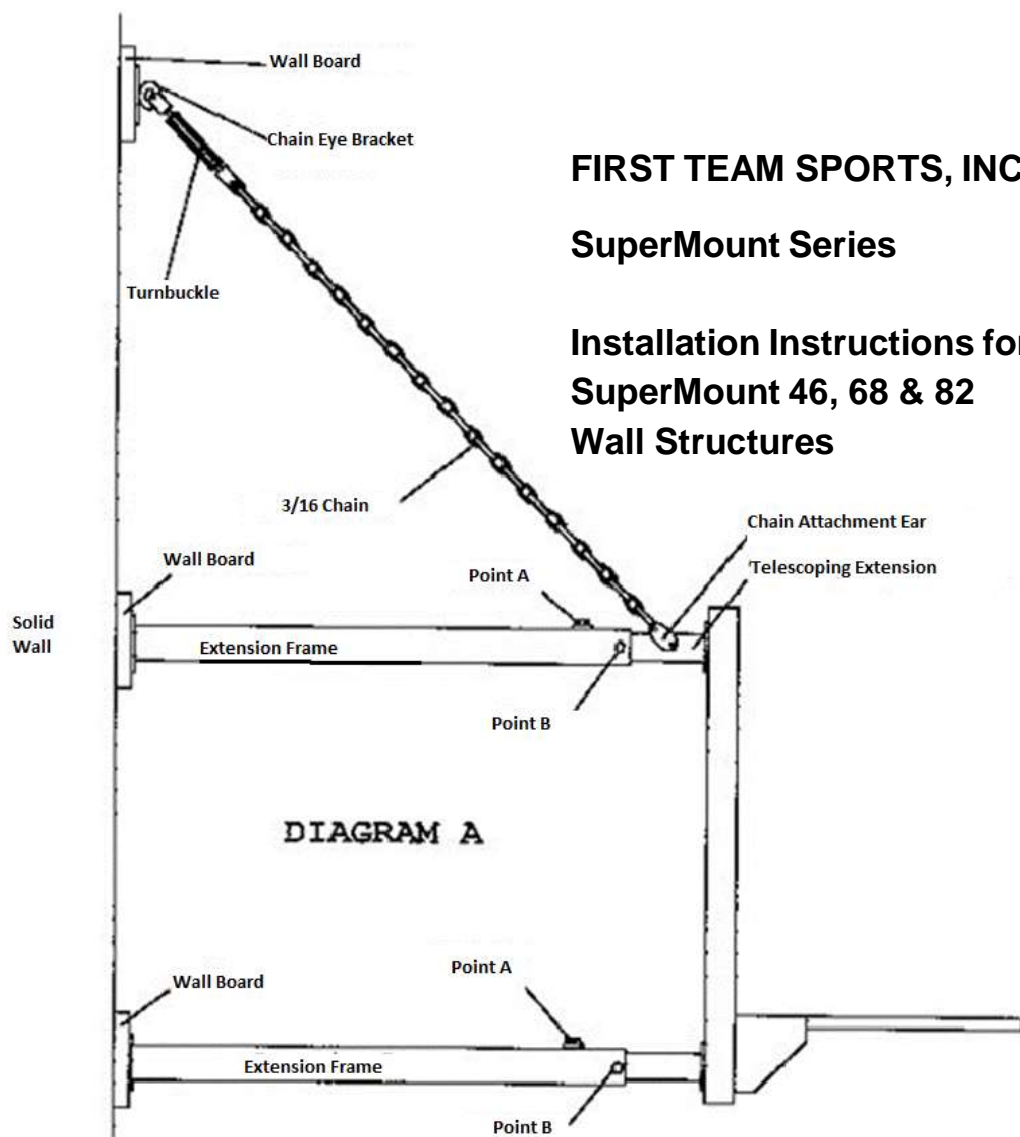 Wall Board
Chain Eye Bracket
FIRST TEAM SPORTS, INC
SuperMount Series
Turnbuckle
Installation Instructions for
SuperMount 46, 68 & 82
Wall Structures
3/16 Chain
Chain Attachment Ear
Wall Board
Point A
Telescoping Extension
Solid
Wall
Extension Frame
Point B
DIAGRAM A
Wall Board
Point A
Extension Frame
Point B